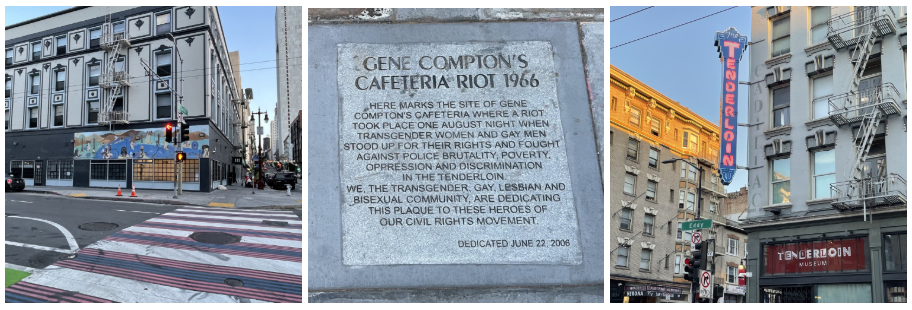 GENE COMPTON'S
CAFETERIA RIOT 1966
HERE MARKS THE SITE OF GENE
COMPTON'S CAFETERIA WHERE A RIOT
TOOK PLACE ONE AUGUST NIGHT WHEN
TRANSGENDER WOMEN AND GAY MEN
STOOD UP FOR THEIR RIGHTS AND FOUGHT
AGAINST POLICE BRUTALITY, POVERTY,
OPPRESSION AND DISCRIMINATION
IN THE TENDERLOIN.
WE, THE TRANSGENDER, GAY, LESBIAN AND
BISEXUAL COMMUNITY, ARE DEDICATING
THIS PLAQUE TO THESE HEROES OF
OUR CIVIL RIGHTS MOVEMENT.
DEDICATED JUNE 22, 2006
TENDERLOIN
Eddy
TENDERLOIN
MUSEUM